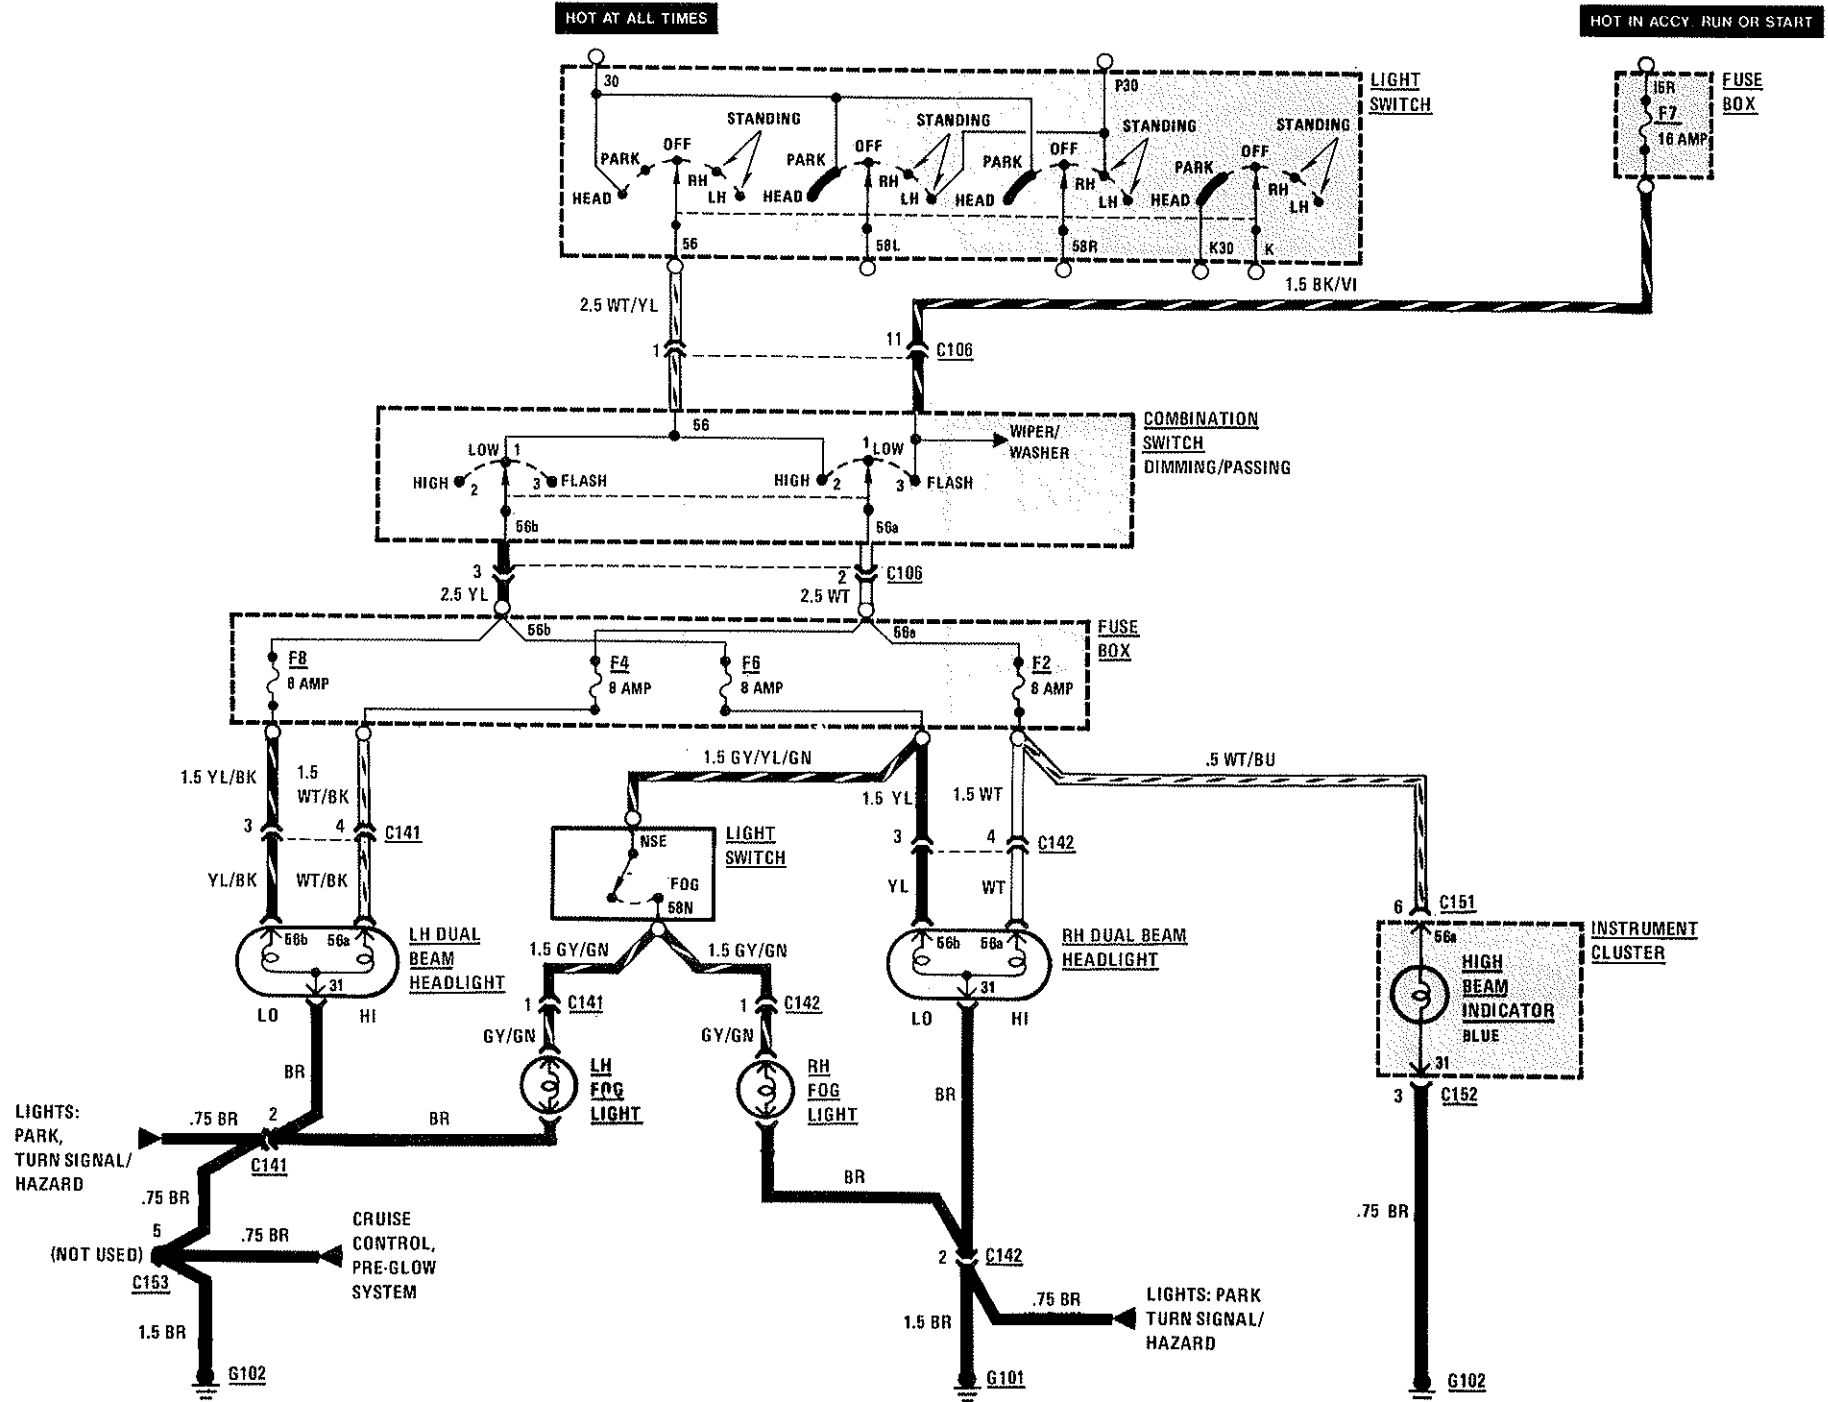 HOT AT ALL TIMES
HOT IN ACCY. RUN OR START
30
P30
LIGHT
SWITCH
15R
F7
16 AMP
FUSE
BOX
STANDING
STANDING
STANDING
STANDING
PARK
OFF
RH
LH
HEAD
PARK
OFF
RH
LH
HEAD
PARK
OFF
RH
LH
HEAD
PARK
OFF
RH
LH
HEAD
56
58L
58R
K30
K
1.5 BK/VI
2.5 WT/YL
1
11
C106
56
COMBINATION
SWITCH
DIMMING/PASSING
WIPER/
WASHER
LOW
1
HIGH
2
3
FLASH
1
LOW
HIGH
2
3
FLASH
56b
56a
3
2
C106
2.5 YL
2.5 WT
56b
56a
FUSE
BOX
F8
8 AMP
F4
8 AMP
F6
8 AMP
F2
8 AMP
1.5 YL/BK
1.5
WT/BK
1.5 GY/YL/GN
1.5 YL
1.5 WT
.5 WT/BU
3
4
C141
NSE
LIGHT
SWITCH
FOG
58N
3
4
C142
YL/BK
WT/BK
YL
WT
6
C151
56b
56a
LH DUAL
BEAM
HEADLIGHT
31
LO
HI
1.5 GY/GN
1.5 GY/GN
56b
56a
RH DUAL BEAM
HEADLIGHT
31
LO
HI
56a
INSTRUMENT
CLUSTER
HIGH
BEAM
INDICATOR
BLUE
31
3
C152
1
C141
1
C142
GY/GN
GY/GN
LH
FOG
LIGHT
RH
FOG
LIGHT
BR
BR
LIGHTS:
PARK,
TURN SIGNAL/
HAZARD
.75 BR
2
BR
C141
.75 BR
BR
5
(NOT USED)
C153
.75 BR
CRUISE
CONTROL,
PRE-GLOW
SYSTEM
2
C142
.75 BR
1.5 BR
1.5 BR
.75 BR
LIGHTS: PARK
TURN SIGNAL/
HAZARD
G102
G101
G102